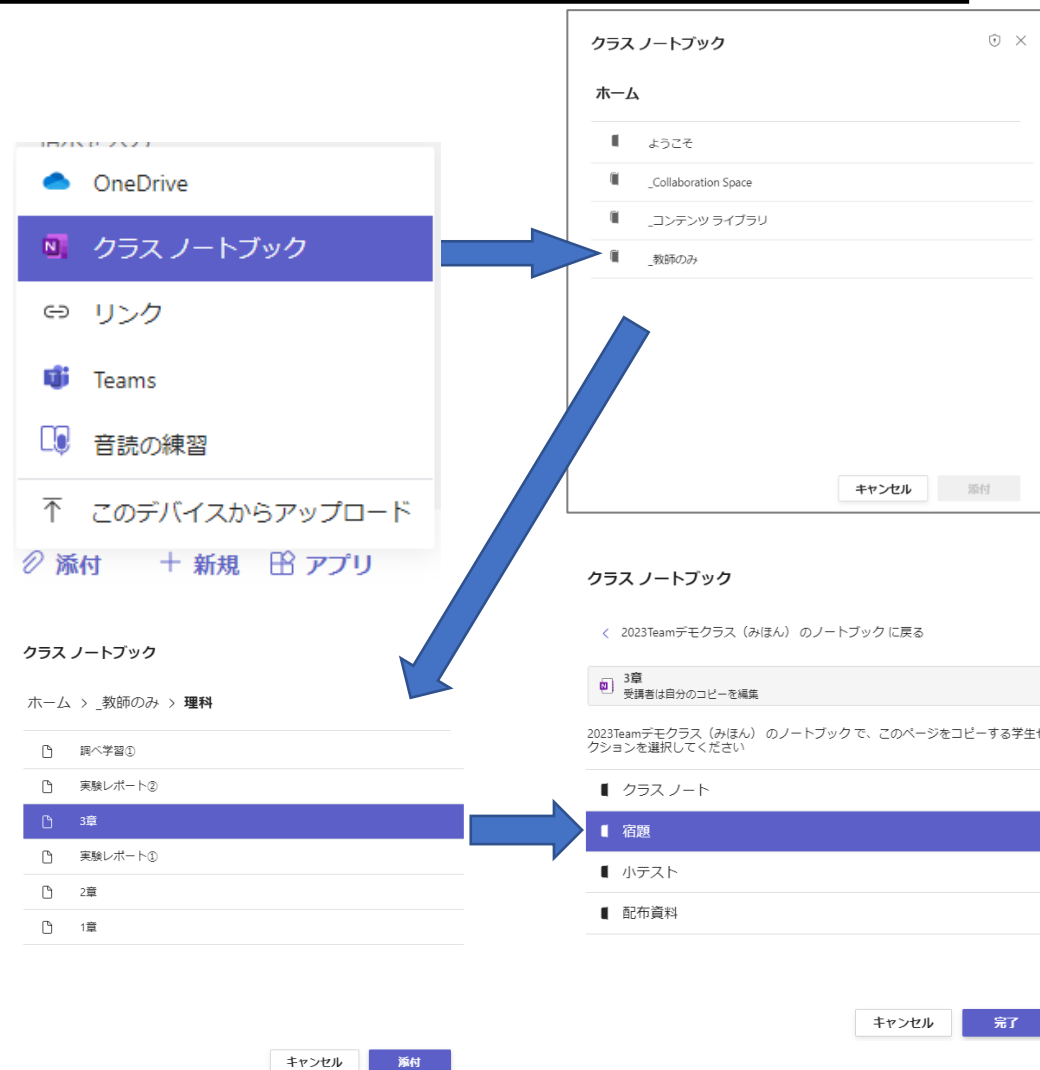 OneDrive
クラス ノートブック
リンク
Teams
音読の練習
このデバイスからアップロード
添付
新規
アプリ
クラス ノートブック
ホーム
ようこそ
_Collaboration Space
_コンテンツ ライブラリ
_教師のみ
キャンセル
添付
クラス ノートブック
ホーム > _教師のみ > 理科
調べ学習①
実験レポート②
3章
実験レポート①
2章
1章
キャンセル
添付
クラス ノートブック
2023Teamデモクラス（みほん） のノートブック に戻る
3章
受講者は自分のコピーを編集
2023Teamデモクラス（みほん） のノートブック で、このページをコピーする学生セ
クションを選択してください
クラス ノート
宿題
小テスト
配布資料
キャンセル
完了